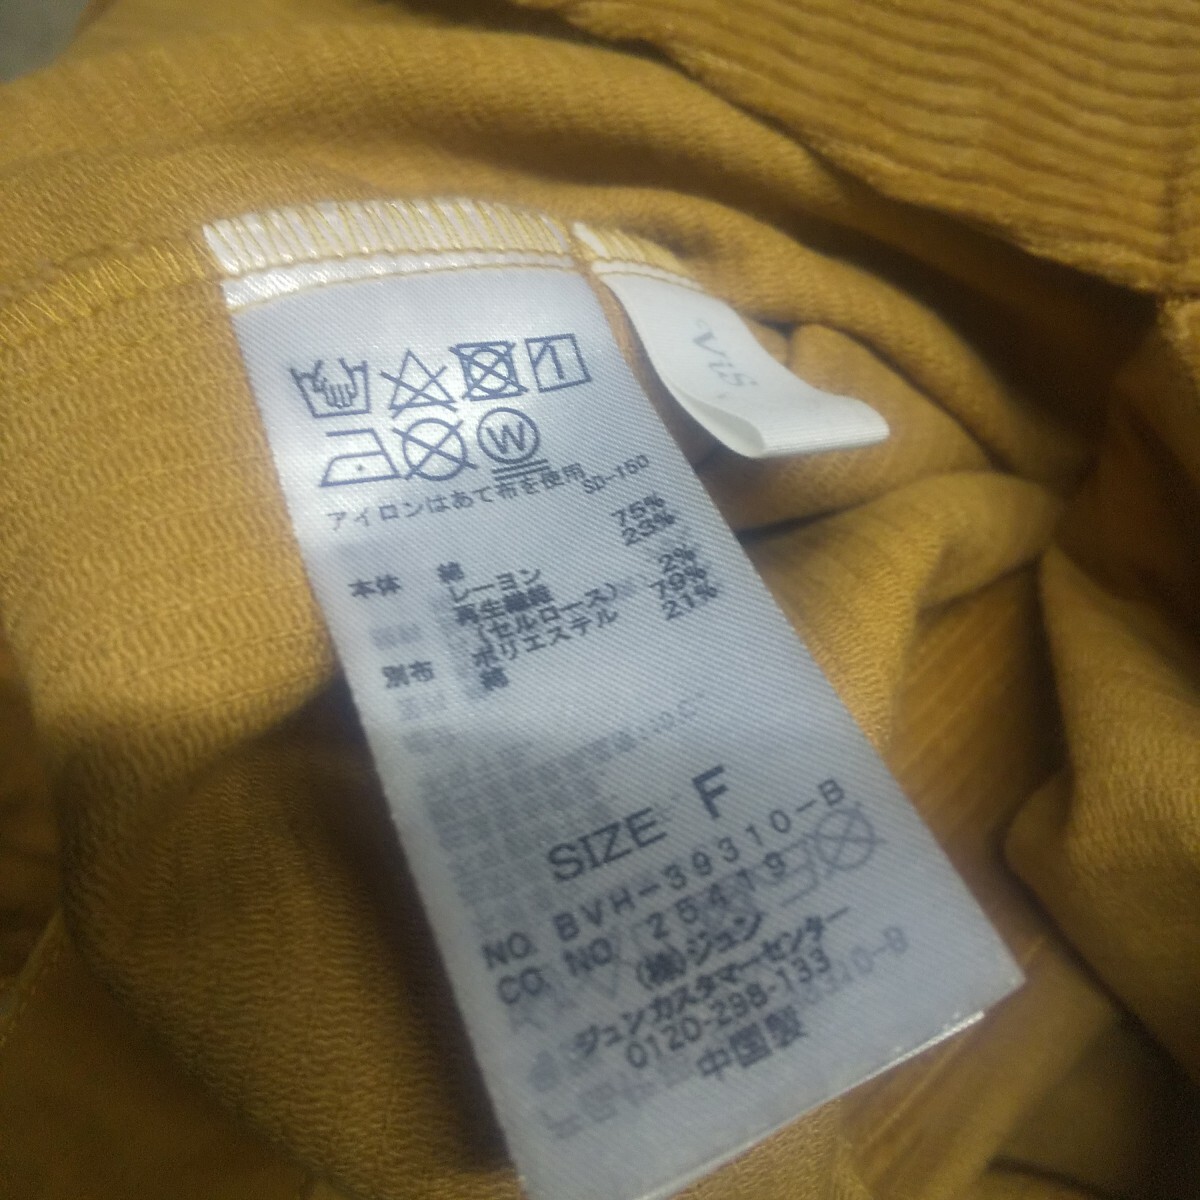 Vis
W
アイロンはあて布を使用 SD-150
本体 綿 75%
レーヨン 23%
再生繊維
(セルロース) 2%
別布 ポリエステル 79%
綿 21%
SIZE F
NO. BVH-39310-B
CO. NO. 25419
(株)ジュン
ジュンカスタマーセンター
0120-298-133
中国製